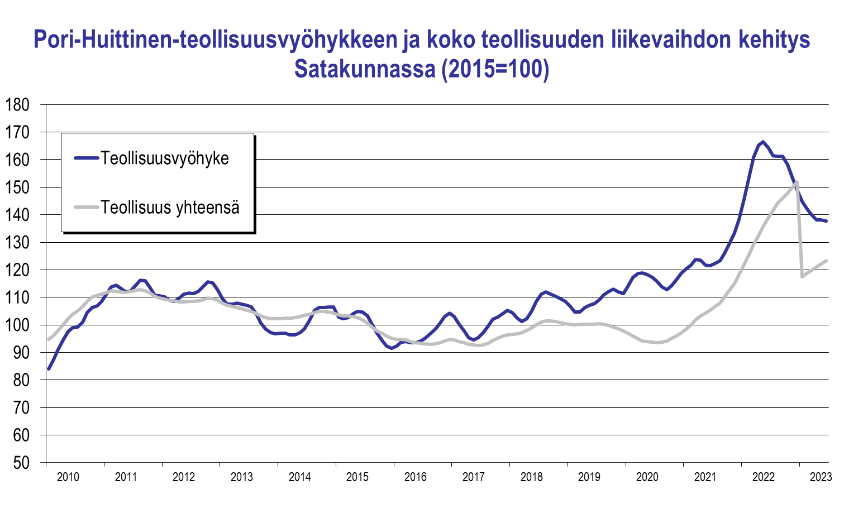 Pori-Huittinen-teollisuusvyöhykkeen ja koko teollisuuden liikevaihdon kehitys
Satakunnassa (2015=100)
180
170
160
150
140
130
120
110
100
90
80
70
60
50
Teollisuusvyöhyke
Teollisuus yhteensä
2010 2011 2012 2013 2014 2015 2016 2017 2018 2019 2020 2021 2022 2023